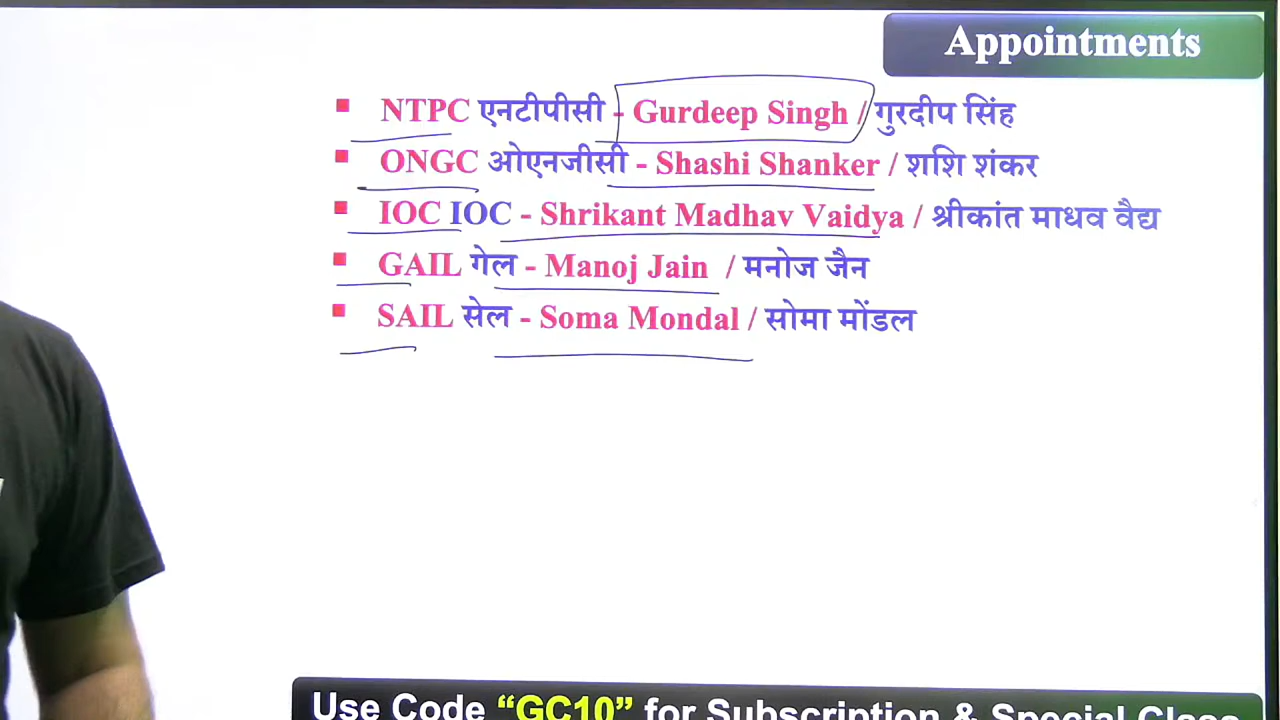 Appointments
▪ NTPC एनटीपीसी - Gurdeep Singh / गुरदीप सिंह
▪ ONGC ओएनजीसी - Shashi Shanker / शशि शंकर
▪ IOC IOC - Shrikant Madhav Vaidya / श्रीकांत माधव वैद्य
▪ GAIL गेल - Manoj Jain / मनोज जैन
▪ SAIL सेल - Soma Mondal / सोमा मोंडल
Use Code “GC10” for Subscription & Special Class